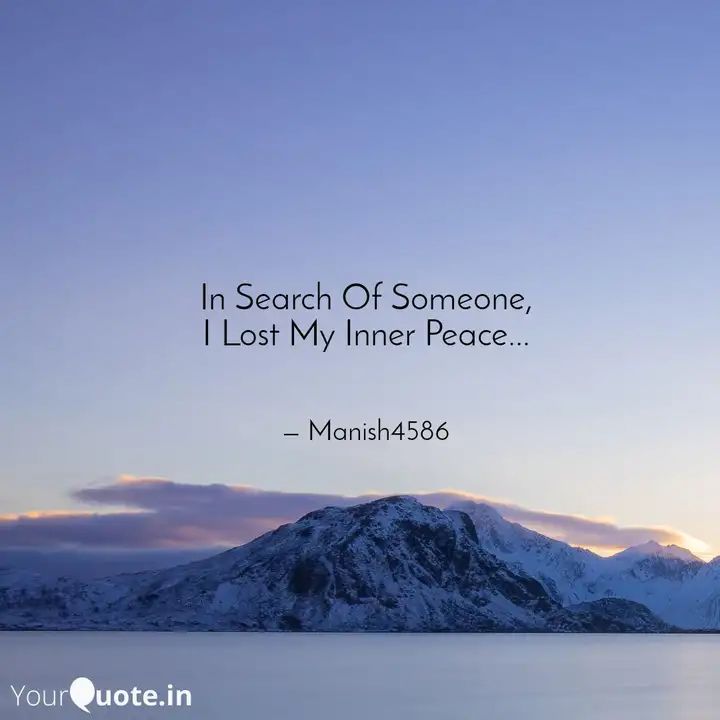 In Search Of Someone,
I Lost My Inner Peace...
– Manish4586
YourQuote.in